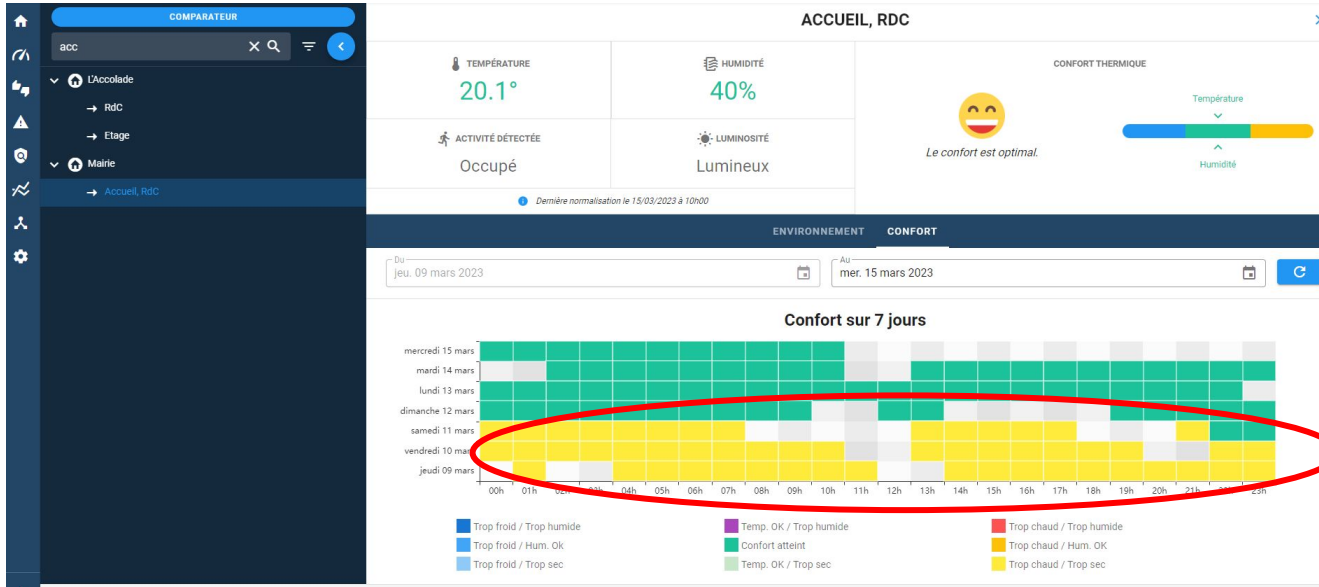 COMPARATEUR
acc
L'Accolade
RdC
Etage
Mairie
Accueil, RdC
ACCUEIL, RDC
TEMPÉRATURE
20.1°
HUMIDITÉ
40%
ACTIVITÉ DÉTECTÉE
Occupé
LUMINOSITÉ
Lumineux
Dernière normalisation le 15/03/2023 à 10h00
CONFORT THERMIQUE
Le confort est optimal.
Température
Humidité
ENVIRONNEMENT CONFORT
Du
jeu. 09 mars 2023
Au
mer. 15 mars 2023
Confort sur 7 jours
mercredi 15 mars
mardi 14 mars
lundi 13 mars
dimanche 12 mars
samedi 11 mars
vendredi 10 mars
jeudi 09 mars
00h 01h 02h 03h 04h 05h 06h 07h 08h 09h 10h 11h 12h 13h 14h 15h 16h 17h 18h 19h 20h 21h 23h
Trop froid / Trop humide
Trop froid / Hum. Ok
Trop froid / Trop sec
Temp. OK / Trop humide
Confort atteint
Temp. OK / Trop sec
Trop chaud / Trop humide
Trop chaud / Hum. OK
Trop chaud / Trop sec